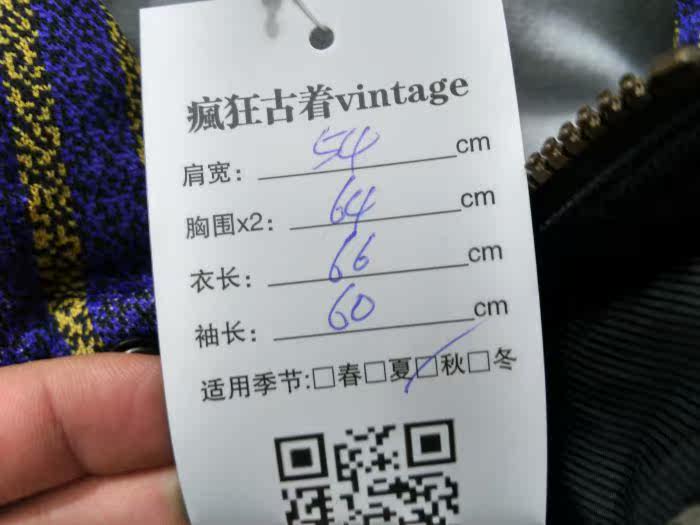 瘋狂古着vintage
肩宽：54cm
胸围x2：64cm
衣长：66cm
袖长：60cm
适用季节:□春□夏☑秋□冬